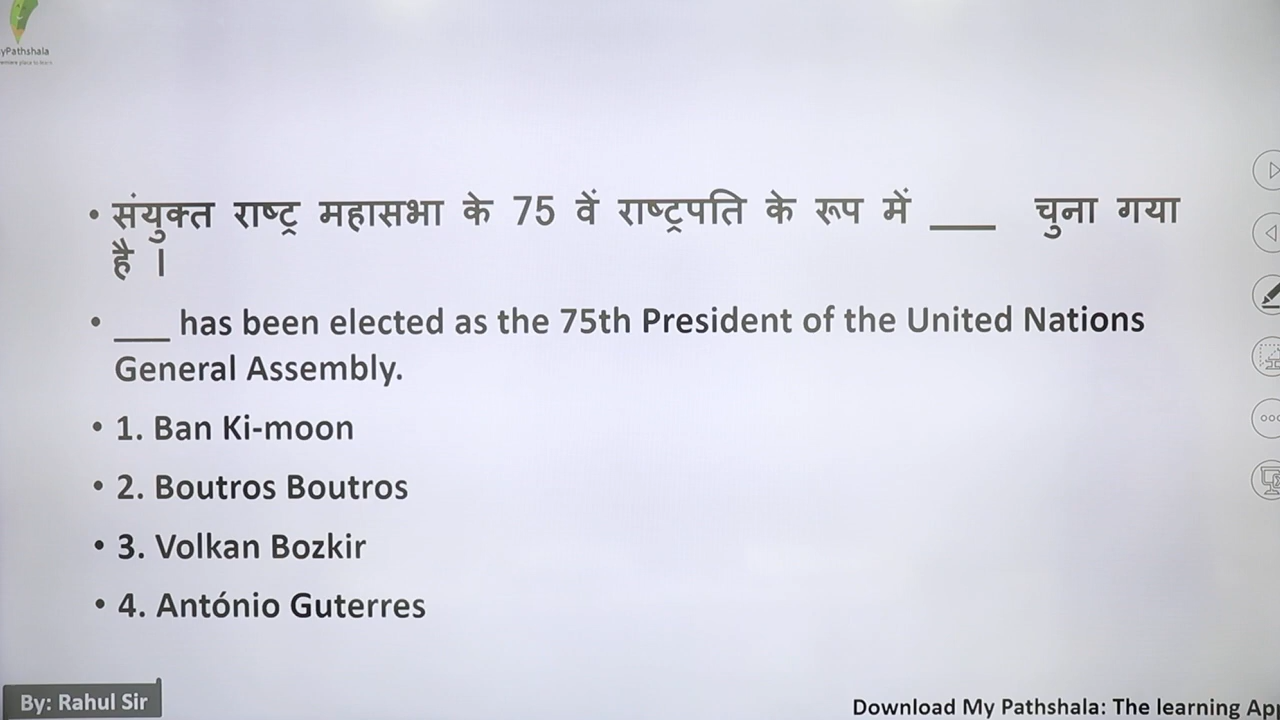 yPathshala
• संयुक्त राष्ट्र महासभा के 75 वें राष्ट्रपति के रूप में ___ चुना गया
है ।
• ___ has been elected as the 75th President of the United Nations
General Assembly.
• 1. Ban Ki-moon
• 2. Boutros Boutros
• 3. Volkan Bozkir
• 4. António Guterres
By: Rahul Sir
Download My Pathshala: The learning App